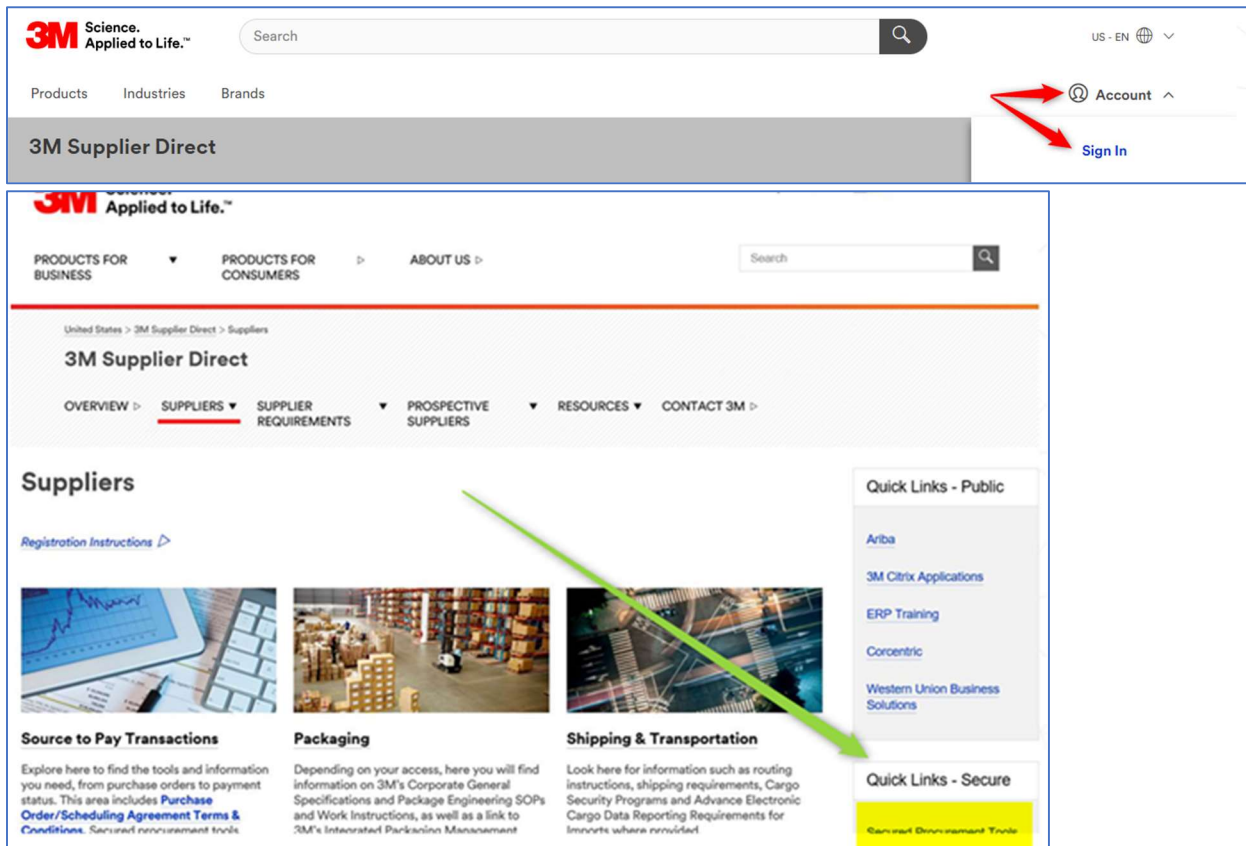 3M Science.
Applied to Life.™
Search
US - EN
Products Industries Brands
Account
3M Supplier Direct
Sign In
3M Science.
Applied to Life.™
PRODUCTS FOR
BUSINESS
PRODUCTS FOR
CONSUMERS
ABOUT US
Search
United States > 3M Supplier Direct > Suppliers
3M Supplier Direct
OVERVIEW
SUPPLIERS
SUPPLIER
REQUIREMENTS
PROSPECTIVE
SUPPLIERS
RESOURCES
CONTACT 3M
Suppliers
Registration Instructions
Source to Pay Transactions
Explore here to find the tools and information
you need, from purchase orders to payment
status. This area includes Purchase
Order/Scheduling Agreement Terms &
Conditions. Secured procurement tools
Packaging
Depending on your access, here you will find
information on 3M's Corporate General
Specifications and Package Engineering SOPs
and Work Instructions, as well as a link to
3M's Integrated Packaging Management
Shipping & Transportation
Look here for information such as routing
instructions, shipping requirements, Cargo
Security Programs and Advance Electronic
Cargo Data Reporting Requirements for
Imports where provided.
Quick Links - Public
Ariba
3M Citrix Applications
ERP Training
Corcentric
Western Union Business
Solutions
Quick Links - Secure
Secured Procurement Tools